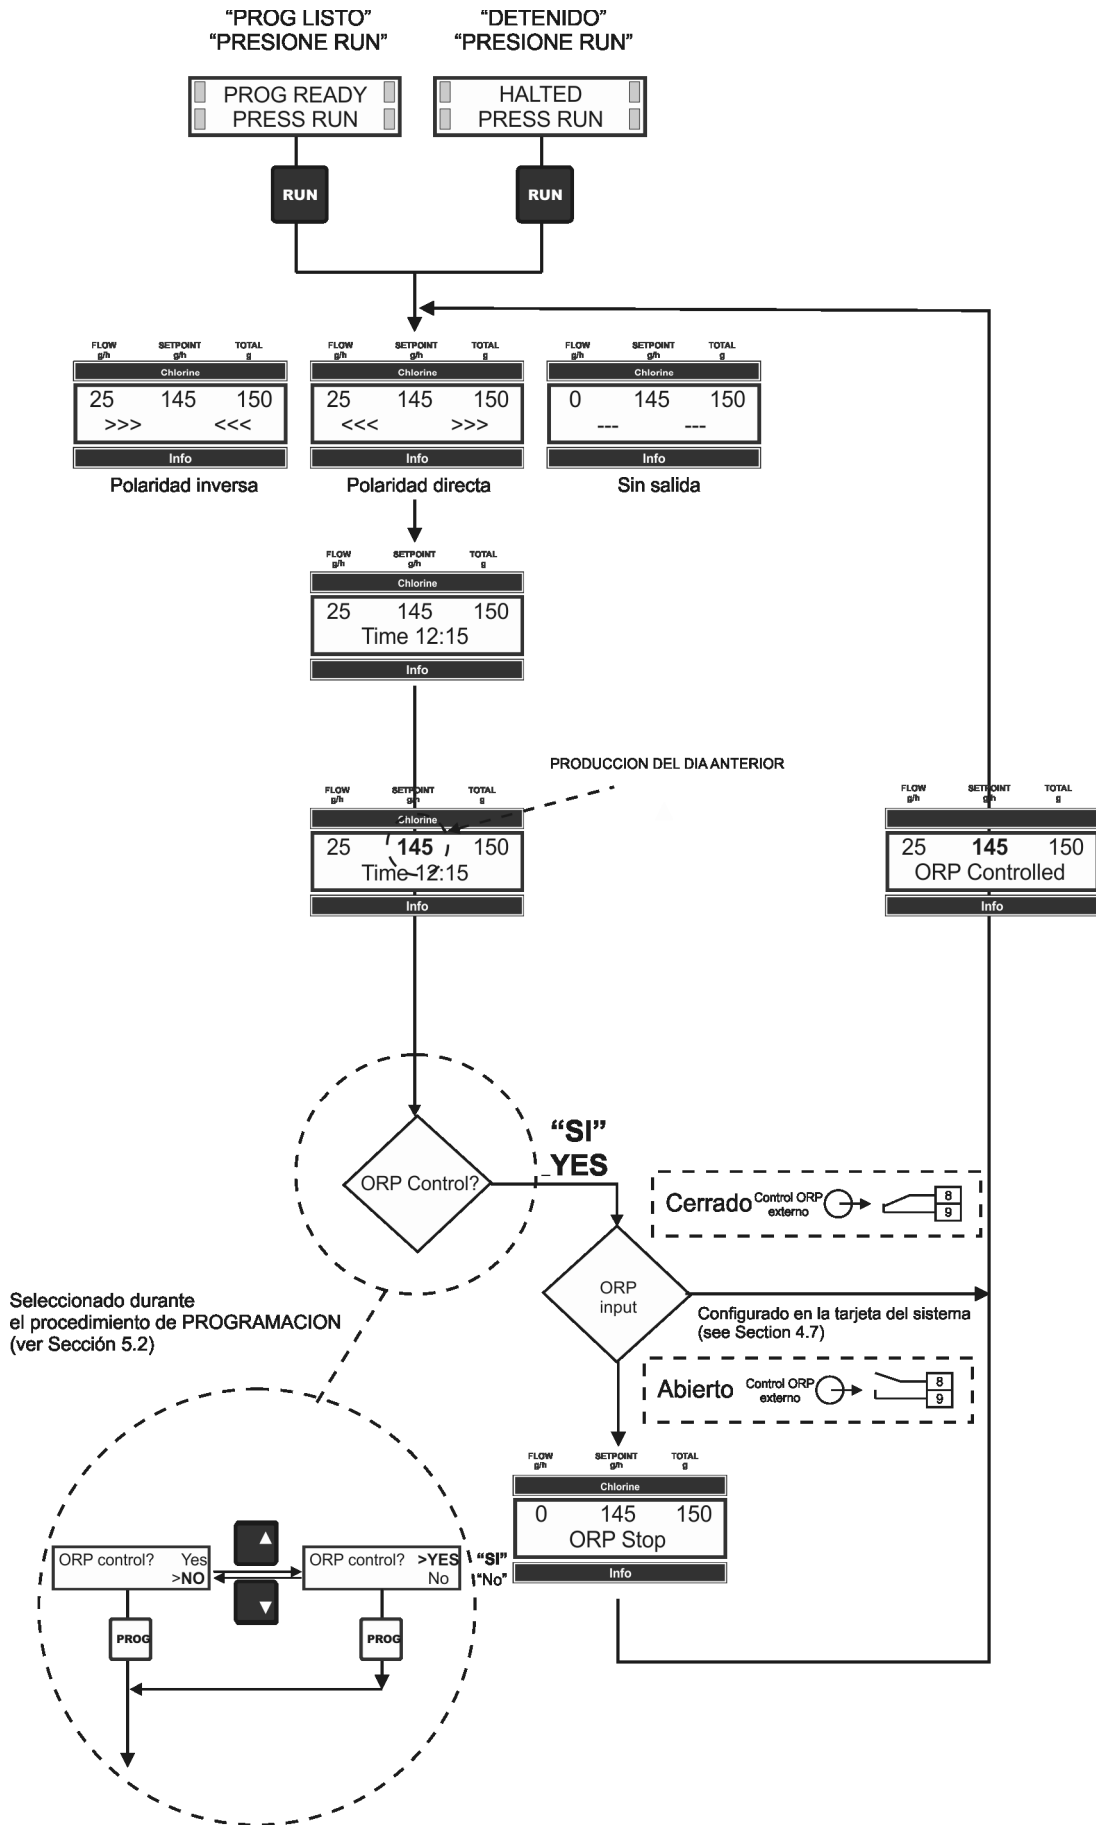 “PROG LISTO”
“PRESIONE RUN”
“DETENIDO”
“PRESIONE RUN”
PROG READY
PRESS RUN
HALTED
PRESS RUN
RUN
RUN
FLOW g/h SETPOINT g/h TOTAL g
Chlorine
25 145 150
>>> <<<
Info
Polaridad inversa
FLOW g/h SETPOINT g/h TOTAL g
Chlorine
25 145 150
<<< >>>
Info
Polaridad directa
FLOW g/h SETPOINT g/h TOTAL g
Chlorine
0 145 150
--- ---
Info
Sin salida
FLOW g/h SETPOINT g/h TOTAL g
Chlorine
25 145 150
Time 12:15
Info
PRODUCCION DEL DIA ANTERIOR
FLOW g/h SETPOINT g/h TOTAL g
Chlorine
25 145 150
Time 12:15
Info
FLOW g/h SETPOINT g/h TOTAL g
25 145 150
ORP Controlled
Info
ORP Control?
“SI”
_YES
Cerrado Control ORP externo 8 9
ORP input
Configurado en la tarjeta del sistema
(see Section 4.7)
Abierto Control ORP externo 8 9
Seleccionado durante
el procedimiento de PROGRAMACION
(ver Sección 5.2)
FLOW g/h SETPOINT g/h TOTAL g
Chlorine
0 145 150
ORP Stop
Info
ORP control? Yes
>NO
ORP control? >YES “SI”
No “No”
PROG
PROG